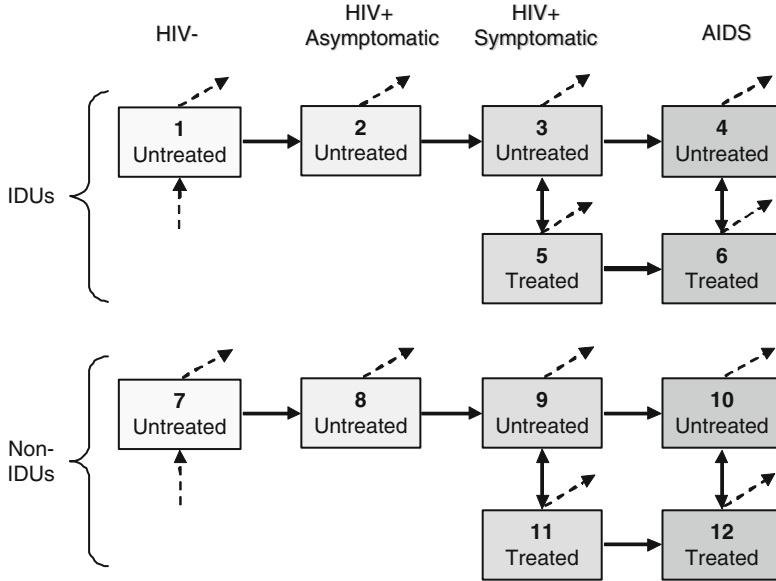 HIV-
HIV+
Asymptomatic
HIV+
Symptomatic
AIDS
IDUs
1
Untreated
2
Untreated
3
Untreated
4
Untreated
5
Treated
6
Treated
Non-
IDUs
7
Untreated
8
Untreated
9
Untreated
10
Untreated
11
Treated
12
Treated